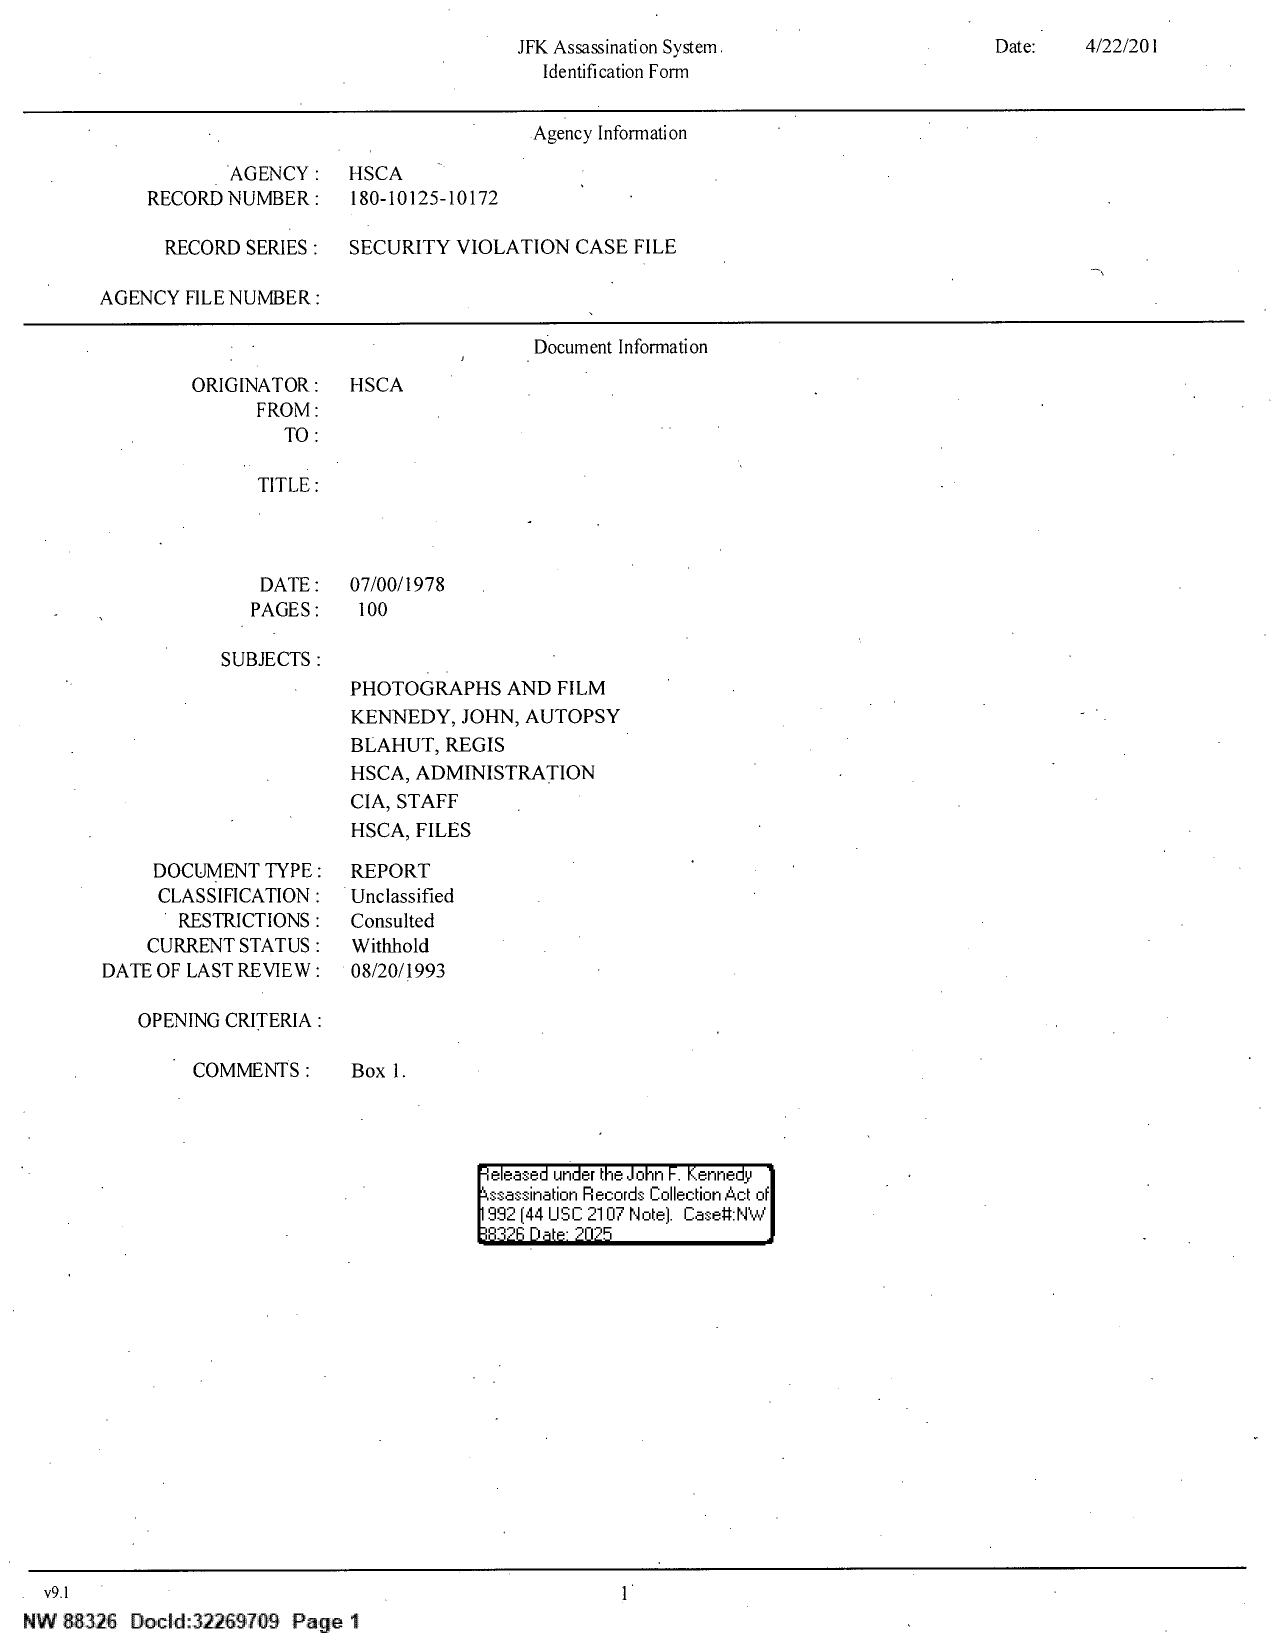 JFK Assassination System
Identification Form
Date: 4/22/201
Agency Information
AGENCY : HSCA
RECORD NUMBER : 180-10125-10172
RECORD SERIES : SECURITY VIOLATION CASE FILE
AGENCY FILE NUMBER :
Document Information
ORIGINATOR : HSCA
FROM :
TO :
TITLE :
DATE : 07/00/1978
PAGES : 100
SUBJECTS :
PHOTOGRAPHS AND FILM
KENNEDY, JOHN, AUTOPSY
BLAHUT, REGIS
HSCA, ADMINISTRATION
CIA, STAFF
HSCA, FILES
DOCUMENT TYPE : REPORT
CLASSIFICATION : Unclassified
RESTRICTIONS : Consulted
CURRENT STATUS : Withhold
DATE OF LAST REVIEW : 08/20/1993
OPENING CRITERIA :
COMMENTS : Box 1.
Released under the John F. Kennedy
Assassination Records Collection Act of
1992 (44 USC 2107 Note). Case#:NW
88326 Date: 2025
v9.1
1
NW 88326 DocId:32269709 Page 1